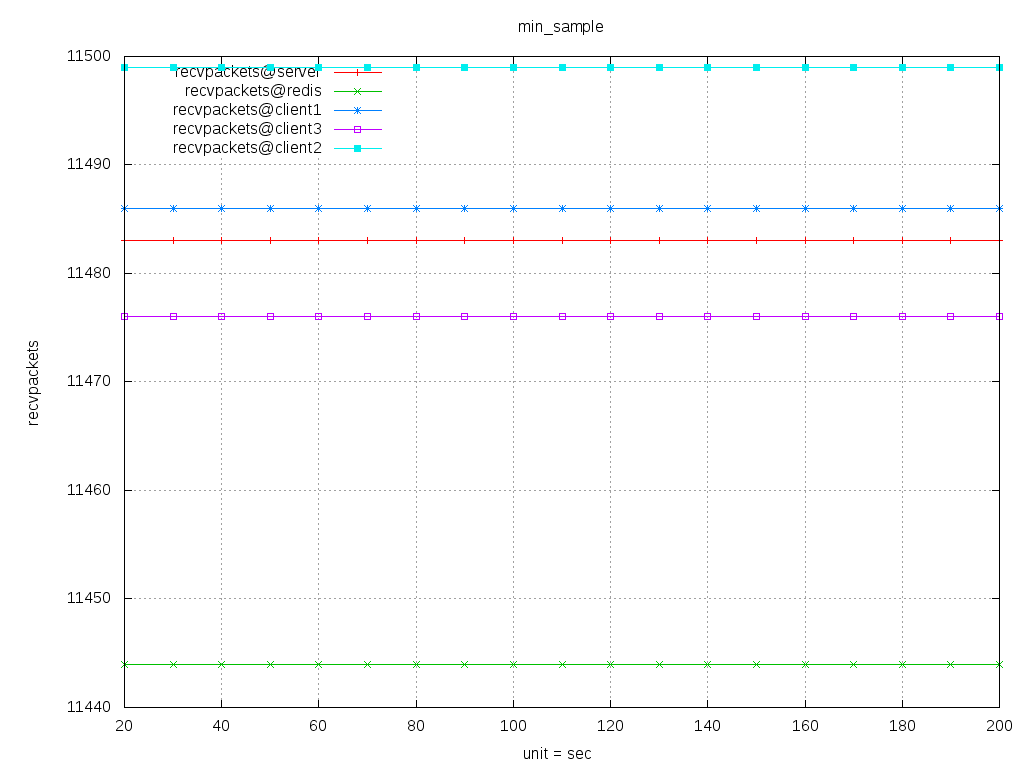 min_sample
11500
11490
11480
11470
11460
11450
11440
recvpackets
recvpackets@server
recvpackets@redis
recvpackets@client1
recvpackets@client3
recvpackets@client2
20 40 60 80 100 120 140 160 180 200
unit = sec